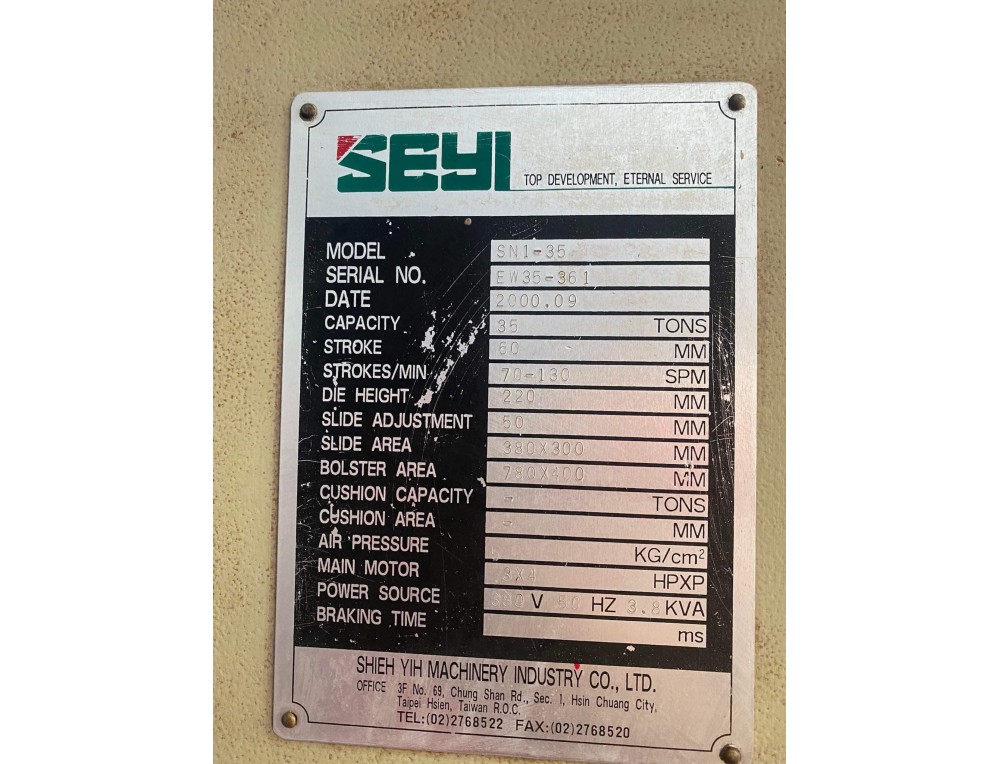 SEYI
TOP DEVELOPMENT, ETERNAL SERVICE
MODEL SN1-35
SERIAL NO. EW35-361
DATE 2000.09
CAPACITY 35 TONS
STROKE 60 MM
STROKES/MIN 70-130 SPM
DIE HEIGHT 220 MM
SLIDE ADJUSTMENT 50 MM
SLIDE AREA 380X300 MM
BOLSTER AREA 780X400 MM
CUSHION CAPACITY - TONS
CUSHION AREA - MM
AIR PRESSURE KG/cm²
MAIN MOTOR HPXP
POWER SOURCE V HZ 3.8 KVA
BRAKING TIME ms
SHIEH YIH MACHINERY INDUSTRY CO., LTD.
OFFICE 3F No. 69, Chung Shan Rd., Sec. 1, Hsin Chuang City,
Taipei Hsien, Taiwan R.O.C.
TEL:(02)2768522 FAX:(02)2768520